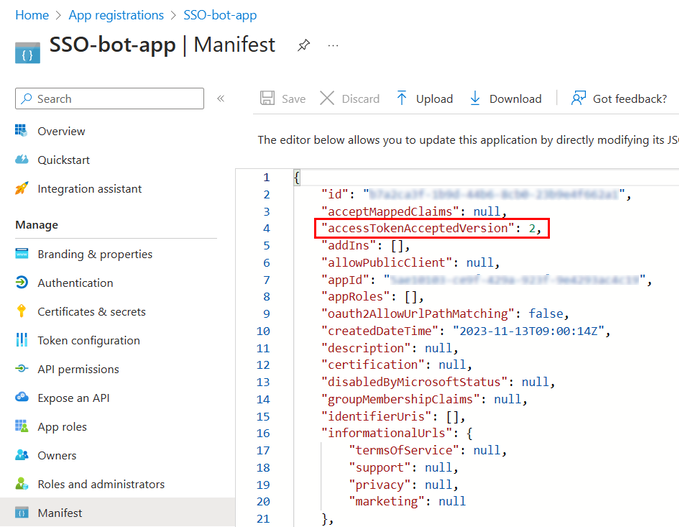 Home > App registrations > SSO-bot-app
SSO-bot-app | Manifest
Search
Save Discard Upload Download Got feedback?
Overview
Quickstart
Integration assistant
Manage
Branding & properties
Authentication
Certificates & secrets
Token configuration
API permissions
Expose an API
App roles
Owners
Roles and administrators
Manifest
The editor below allows you to update this application by directly modifying its JSO
1 {
2 "id": "
",
3 "acceptMappedClaims": null,
4 "accessTokenAcceptedVersion": 2,
5 "addIns": [],
6 "allowPublicClient": null,
7 "appId": "
",
8 "appRoles": [],
9 "oauth2AllowUrlPathMatching": false,
10 "createdDateTime": "2023-11-13T09:00:14Z",
11 "description": null,
12 "certification": null,
13 "disabledByMicrosoftStatus": null,
14 "groupMembershipClaims": null,
15 "identifierUris": [],
16 "informationalUrls": {
17 "termsOfService": null,
18 "support": null,
19 "privacy": null,
20 "marketing": null
21 },